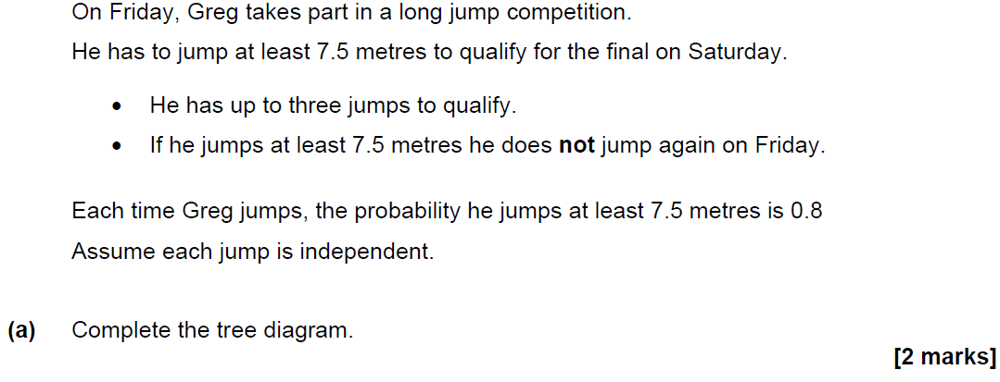 On Friday, Greg takes part in a long jump competition.
He has to jump at least 7.5 metres to qualify for the final on Saturday.
• He has up to three jumps to qualify.
• If he jumps at least 7.5 metres he does not jump again on Friday.
Each time Greg jumps, the probability he jumps at least 7.5 metres is 0.8
Assume each jump is independent.
(a) Complete the tree diagram.
[2 marks]